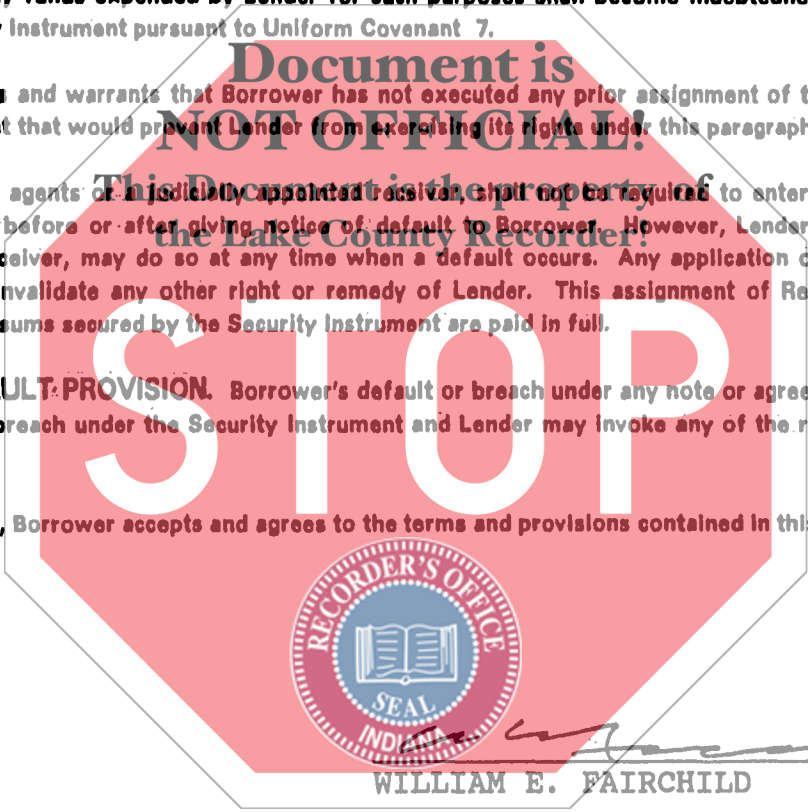 Instrument pursuant to Uniform Covenant 7.
Document is
and warrants that Borrower has not executed any prior assignment of t
NOT OFFICIAL!
t that would prevent Lender from exercising its rights under this paragraph
This Document is the property of
agents or a judicially appointed receiver, shall not be required to enter
before or after giving notice of default to Borrower. However, Lender
the Lake County Recorder!
ceiver, may do so at any time when a default occurs. Any application o
nvalidate any other right or remedy of Lender. This assignment of Re
sums secured by the Security Instrument are paid in full.
STOP
ULT PROVISION. Borrower's default or breach under any note or agree
breach under the Security Instrument and Lender may invoke any of the r
, Borrower accepts and agrees to the terms and provisions contained in this
RECORDER'S OFFICE
SEAL
INDIANA
WILLIAM E. FAIRCHILD